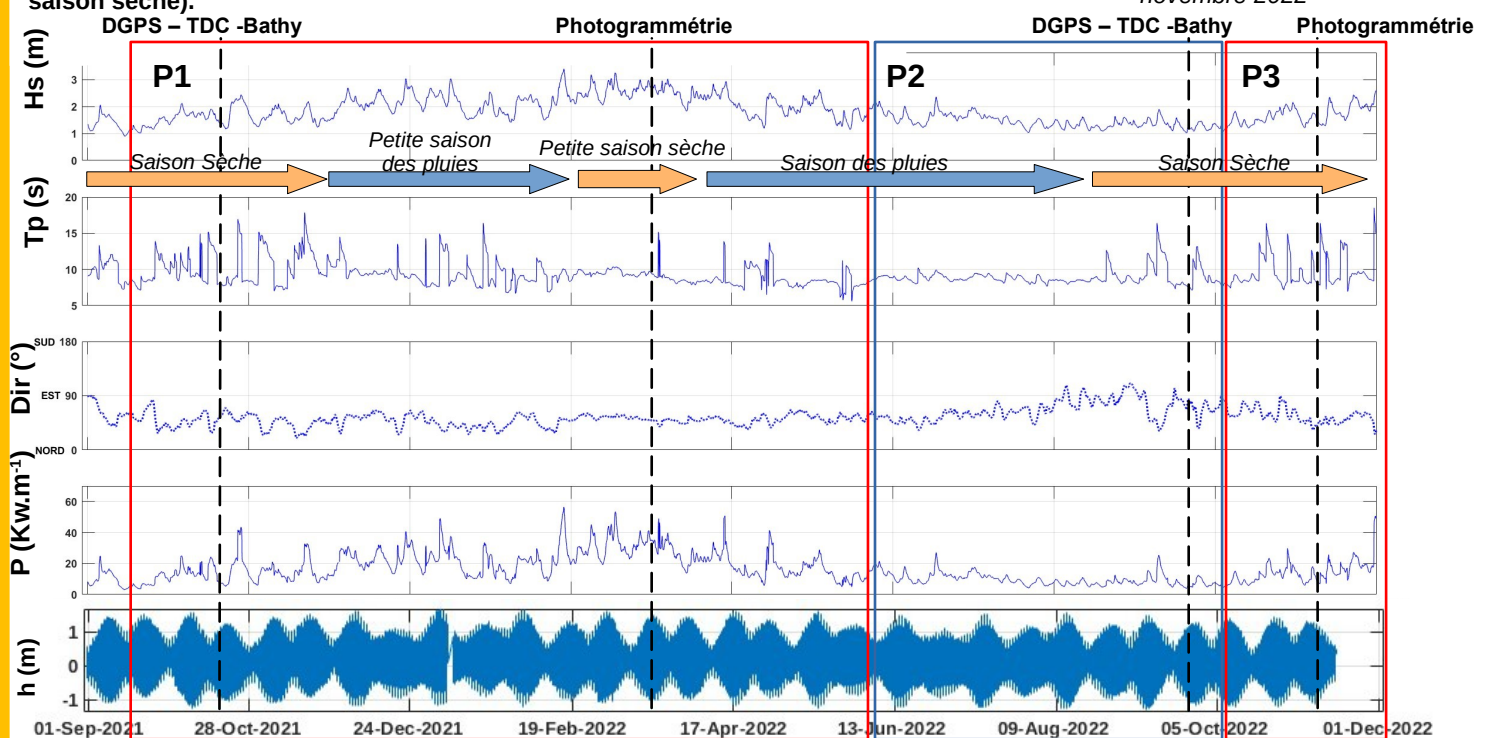 saison sèche).
novembre 2022
DGPS – TDC -Bathy
Photogrammétrie
DGPS – TDC -Bathy
Photogrammétrie
Hs (m)
P1
P2
P3
3
2
1
0
Saison Sèche
Petite saison
des pluies
Petite saison sèche
Saison des pluies
Saison Sèche
Tp (s)
20
15
10
5
Dir (°)
SUD 180
EST 90
NORD 0
P (Kw.m-1)
60
40
20
0
h (m)
1
0
-1
01-Sep-2021 28-Oct-2021 24-Dec-2021 19-Feb-2022 17-Apr-2022 13-Jun-2022 09-Aug-2022 05-Oct-2022 01-Dec-2022